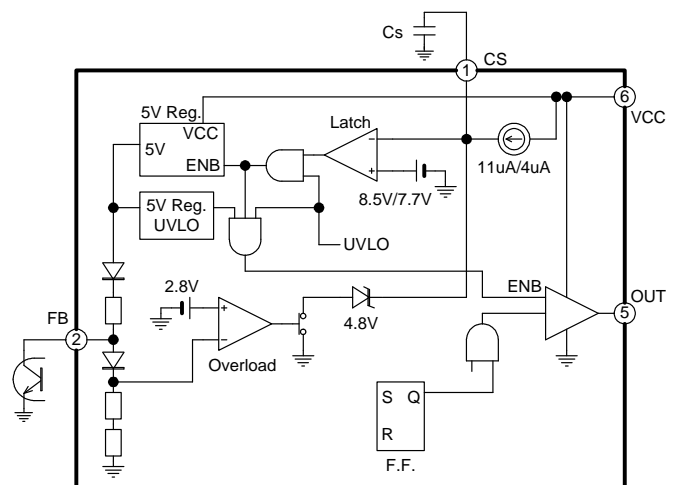 Cs
1
CS
5V Reg.
6
VCC
VCC
Latch
5V
ENB
−
+
11uA/4uA
8.5V/7.7V
5V Reg.
UVLO
UVLO
2.8V
ENB
OUT
FB
+
−
4.8V
5
2
Overload
S Q
R
F.F.